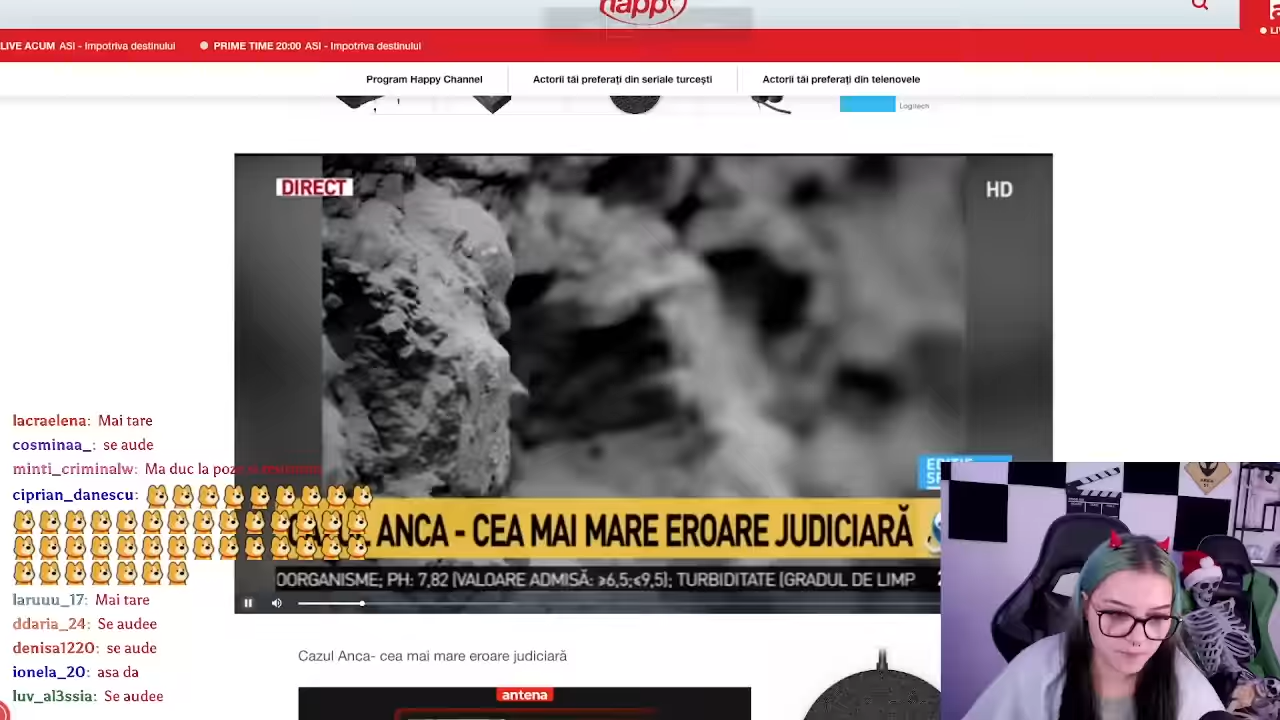 happy
LIVE ACUM ASI - Impotriva destinului
PRIME TIME 20:00 ASI - Impotriva destinului
Program Happy Channel
Actorii tăi preferați din seriale turcești
Actorii tăi preferați din telenovele
Logitech
DIRECT
HD
lacraelena: Mai tare
cosminaa_: se aude
minti_criminalw: Ma duc la poze si
ciprian_danescu:
ANCA - CEA MAI MARE EROARE JUDICIARĂ
OORGANISME; PH: 7,82 (VALOARE ADMISĂ: ≥6,5;≤9,5); TURBIDITATE (GRADUL DE LIMP
laruuu_17: Mai tare
ddaria_24: Se audee
denisa1220: se aude
ionela_20: asa da
luv_al3ssia: Se audee
Cazul Anca- cea mai mare eroare judiciară
antena